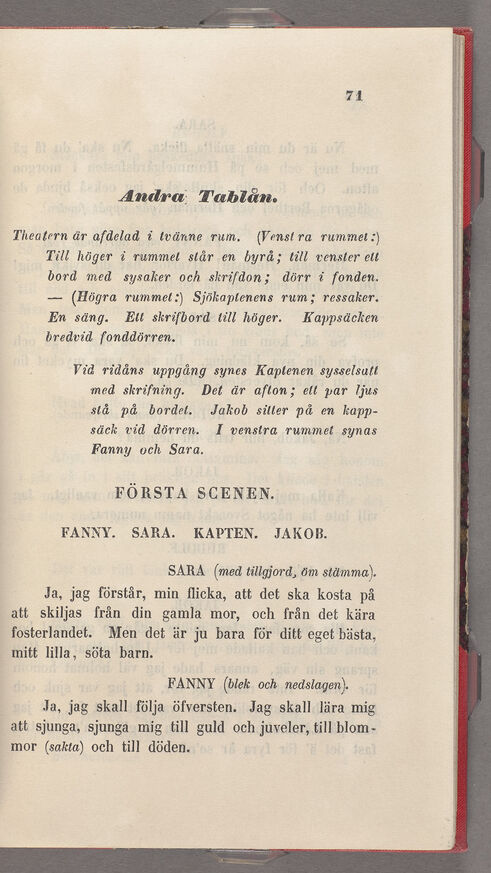 71
Andra Tablån.
Theatern är afdelad i tvänne rum. (Venstra rummet:)
Till höger i rummet står en byrå; till venster ett
bord med sysaker och skrifdon; dörr i fonden.
— (Högra rummet:) Sjökaptenens rum; ressaker.
En säng. Ett skrifbord till höger. Kappsäcken
bredvid fonddörren.
Vid ridåns uppgång synes Kaptenen sysselsatt
med skrifning. Det är afton; ett par ljus
stå på bordet. Jakob sitter på en kapp-
säck vid dörren. I venstra rummet synas
Fanny och Sara.
FÖRSTA SCENEN.
FANNY. SARA. KAPTEN. JAKOB.
SARA (med tillgjord, öm stämma).
Ja, jag förstår, min flicka, att det ska kosta på
att skiljas från din gamla mor, och från det kära
fosterlandet. Men det är ju bara för ditt eget bästa,
mitt lilla, söta barn.
FANNY (blek och nedslagen).
Ja, jag skall följa öfversten. Jag skall lära mig
att sjunga, sjunga mig till guld och juveler, till blom-
mor (sakta) och till döden.